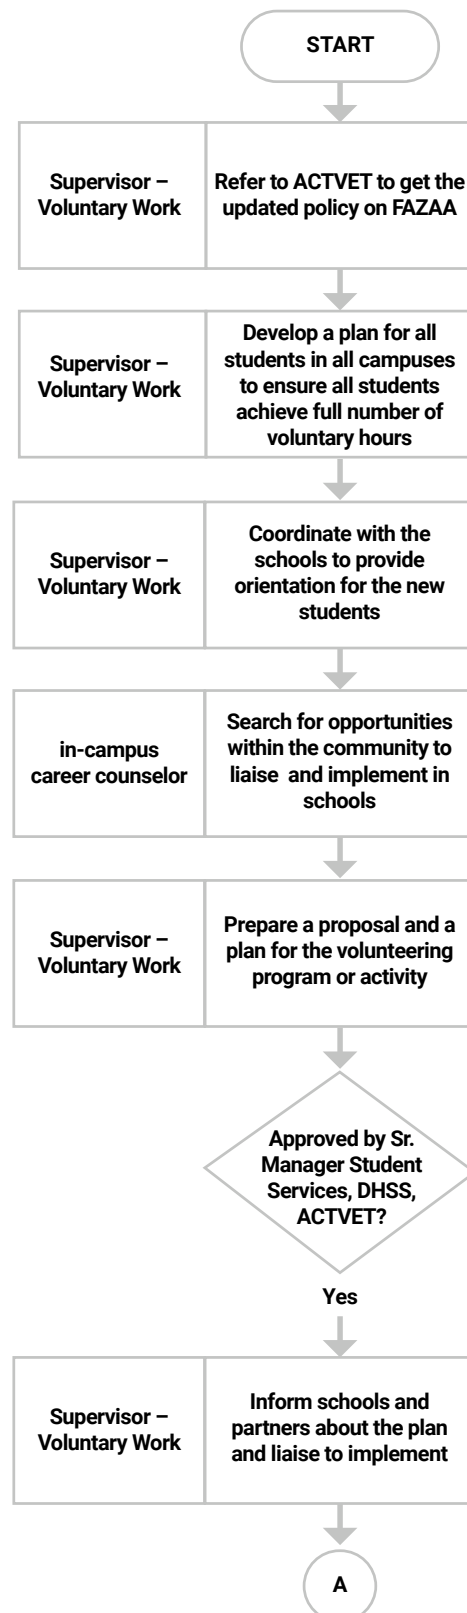 START
Supervisor –
Voluntary Work
Refer to ACTVET to get the
updated policy on FAZAA
Supervisor –
Voluntary Work
Develop a plan for all
students in all campuses
to ensure all students
achieve full number of
voluntary hours
Supervisor –
Voluntary Work
Coordinate with the
schools to provide
orientation for the new
students
in-campus
career counselor
Search for opportunities
within the community to
liaise  and implement in
schools
Supervisor –
Voluntary Work
Prepare a proposal and a
plan for the volunteering
program or activity
Approved by Sr.
Manager Student
Services, DHSS,
ACTVET?
Yes
Supervisor –
Voluntary Work
Inform schools and
partners about the plan
and liaise to implement
A